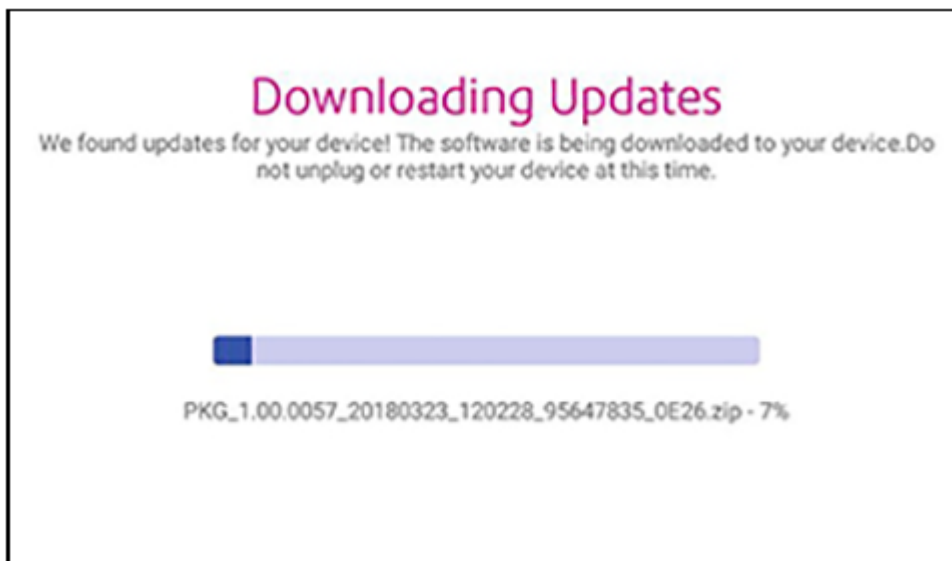 Downloading Updates
We found updates for your device! The software is being downloaded to your device.Do
not unplug or restart your device at this time.
PKG_1.00.0057_20180323_120228_95647835_0E26.zip - 7%